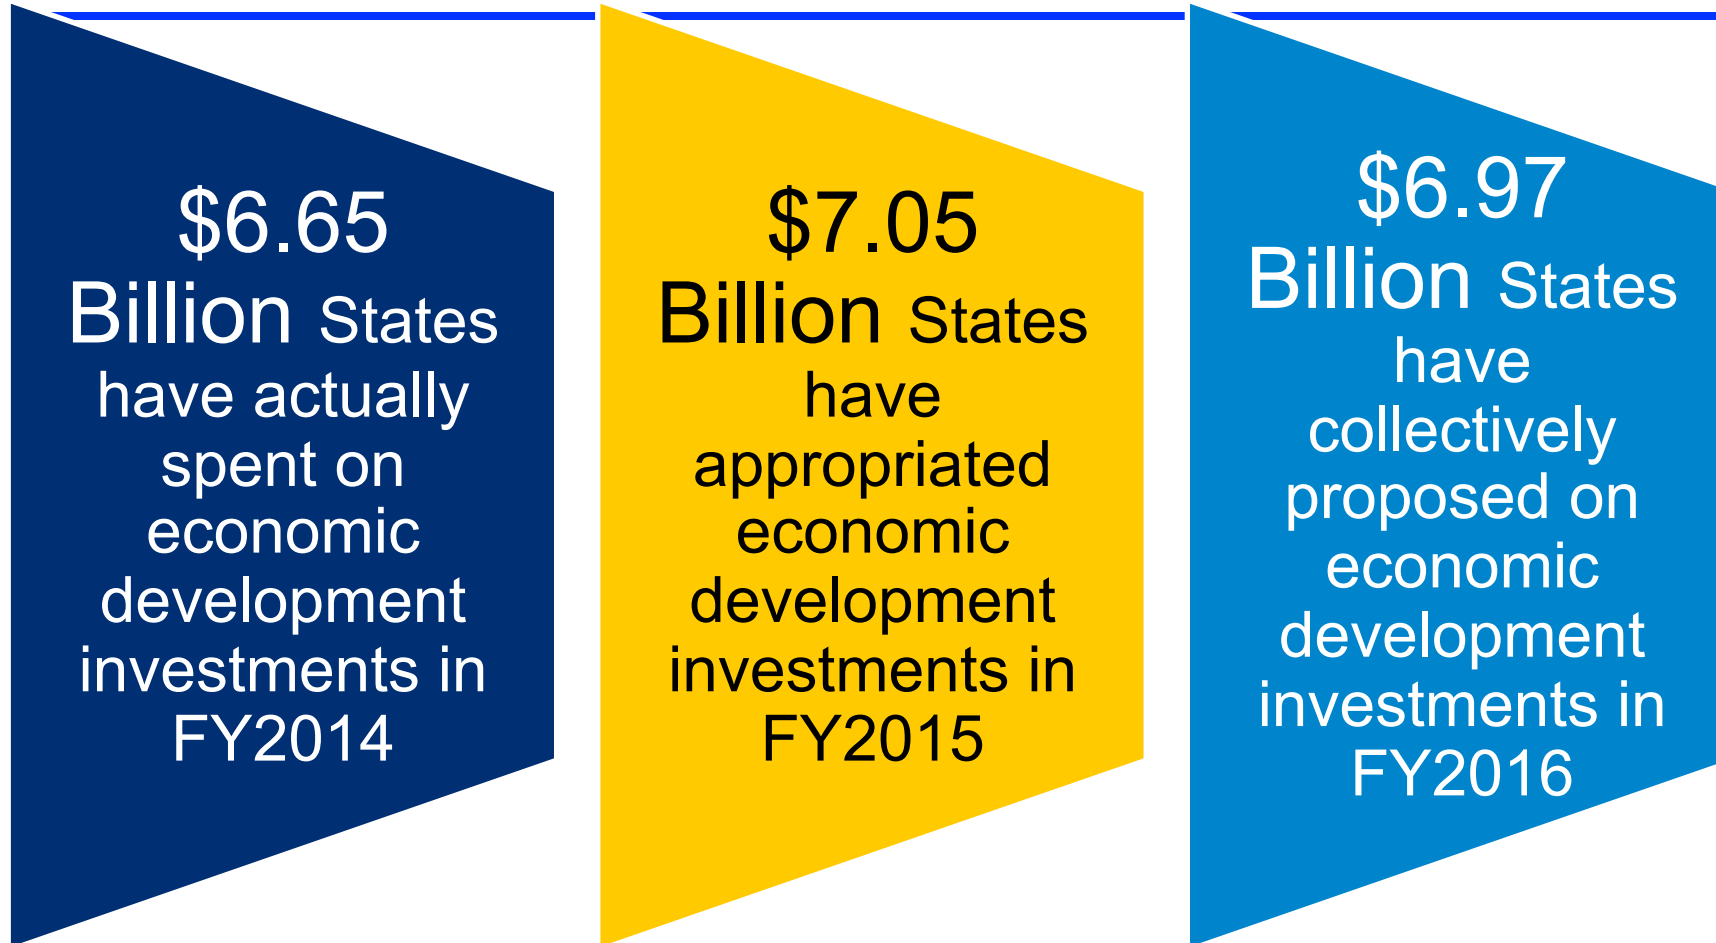 $6.65
Billion States
have actually
spent on
economic
development
investments in
FY2014
$7.05
Billion States
have
appropriated
economic
development
investments in
FY2015
$6.97
Billion States
have
collectively
proposed on
economic
development
investments in
FY2016